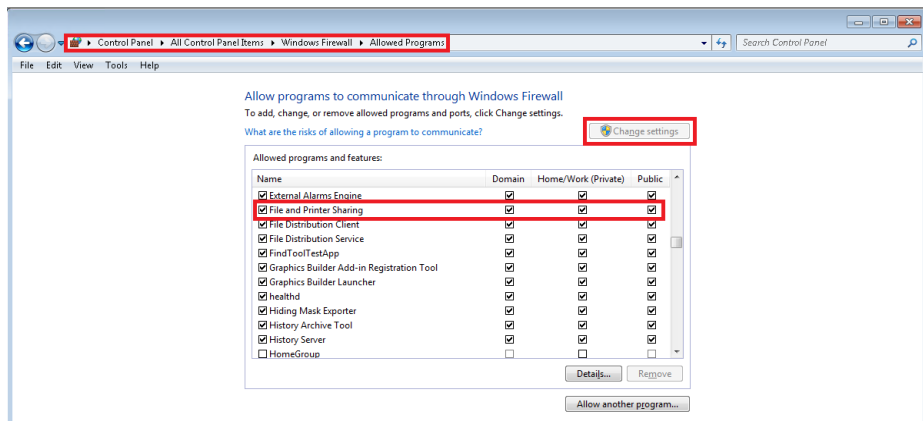 Control Panel ▸ All Control Panel Items ▸ Windows Firewall ▸ Allowed Programs
Search Control Panel
File Edit View Tools Help
Allow programs to communicate through Windows Firewall
To add, change, or remove allowed programs and ports, click Change settings.
What are the risks of allowing a program to communicate?
Change settings
Allowed programs and features:
Name Domain Home/Work (Private) Public
External Alarms Engine
File and Printer Sharing
File Distribution Client
File Distribution Service
FindToolTestApp
Graphics Builder Add-in Registration Tool
Graphics Builder Launcher
healthd
Hiding Mask Exporter
History Archive Tool
History Server
HomeGroup
Details... Remove
Allow another program...